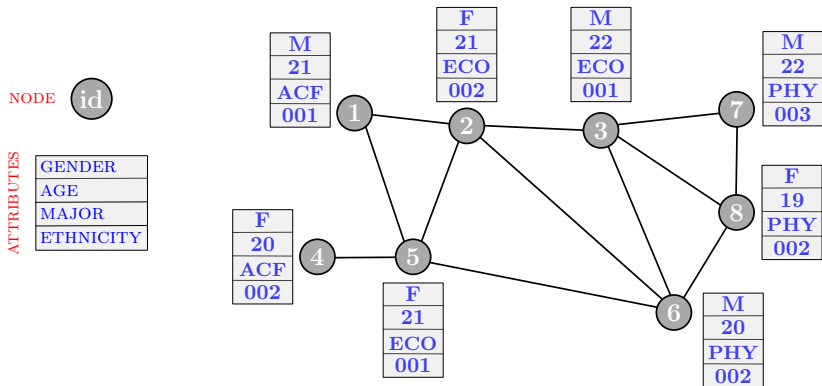 NODE
id
ATTRIBUTES
GENDER
AGE
MAJOR
ETHNICITY
M
21
ACF
001
1
F
21
ECO
002
2
M
22
ECO
001
3
M
22
PHY
003
7
F
20
ACF
002
4
5
F
21
ECO
001
6
M
20
PHY
002
8
F
19
PHY
002